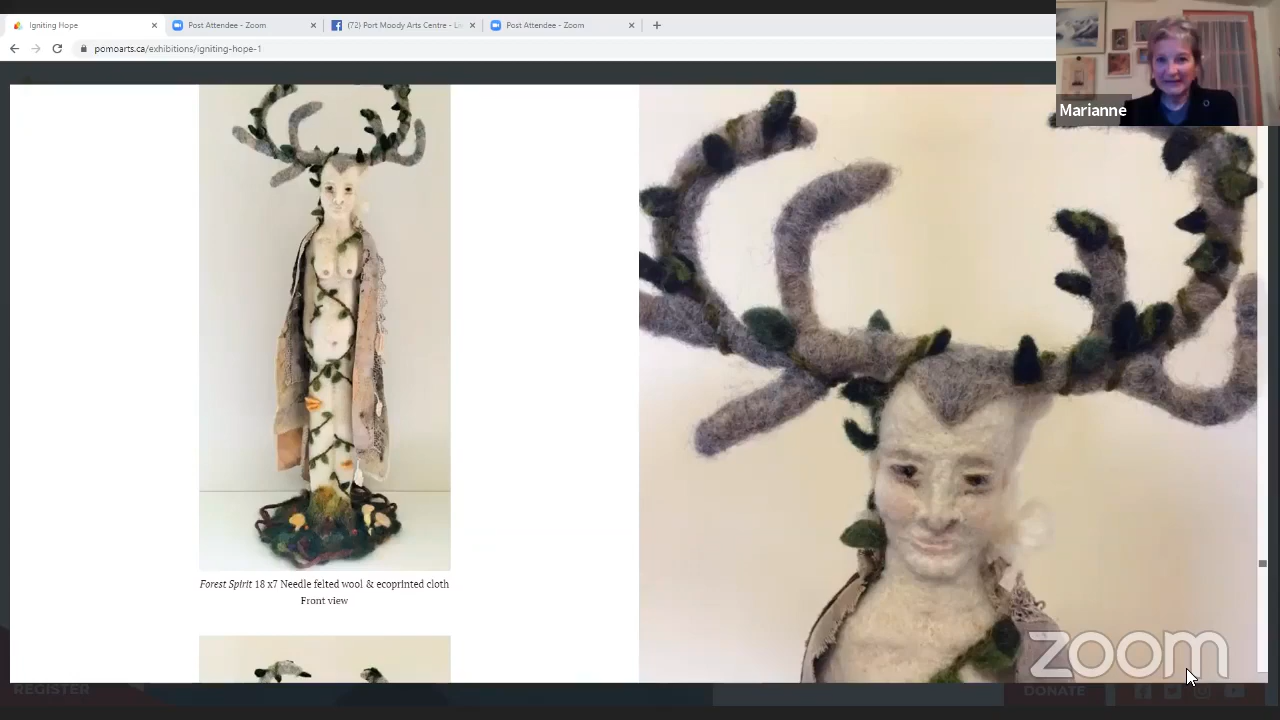 Igniting Hope
Post Attendee - Zoom
(72) Port Moody Arts Centre - Li
Post Attendee - Zoom
pomoarts.ca/exhibitions/igniting-hope-1
Marianne
Forest Spirit 18 x7 Needle felted wool & ecoprinted cloth
Front view
zoom
REGISTER
DONATE